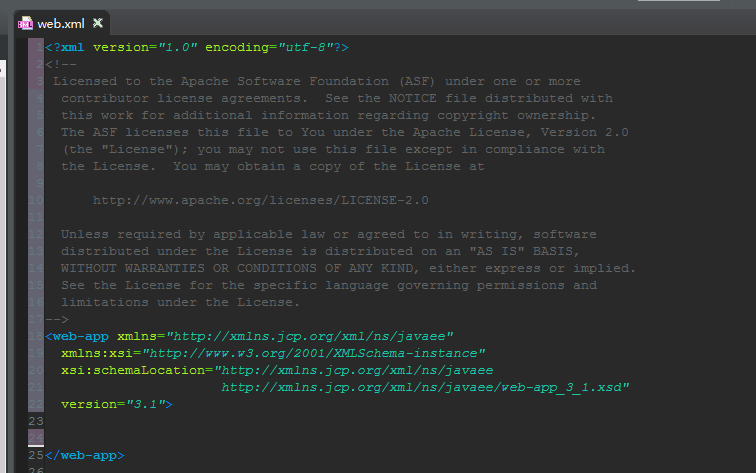 web.xml
1 <?xml version="1.0" encoding="utf-8"?>
2 <!--
3 Licensed to the Apache Software Foundation (ASF) under one or more
4 contributor license agreements.  See the NOTICE file distributed with
5 this work for additional information regarding copyright ownership.
6 The ASF licenses this file to You under the Apache License, Version 2.0
7 (the "License"); you may not use this file except in compliance with
8 the License.  You may obtain a copy of the License at
9
10 http://www.apache.org/licenses/LICENSE-2.0
11
12 Unless required by applicable law or agreed to in writing, software
13 distributed under the License is distributed on an "AS IS" BASIS,
14 WITHOUT WARRANTIES OR CONDITIONS OF ANY KIND, either express or implied.
15 See the License for the specific language governing permissions and
16 limitations under the License.
17 -->
18 <web-app xmlns="http://xmlns.jcp.org/xml/ns/javaee"
19 xmlns:xsi="http://www.w3.org/2001/XMLSchema-instance"
20 xsi:schemaLocation="http://xmlns.jcp.org/xml/ns/javaee
21 http://xmlns.jcp.org/xml/ns/javaee/web-app_3_1.xsd"
22 version="3.1">
23
24
25 </web-app>
26